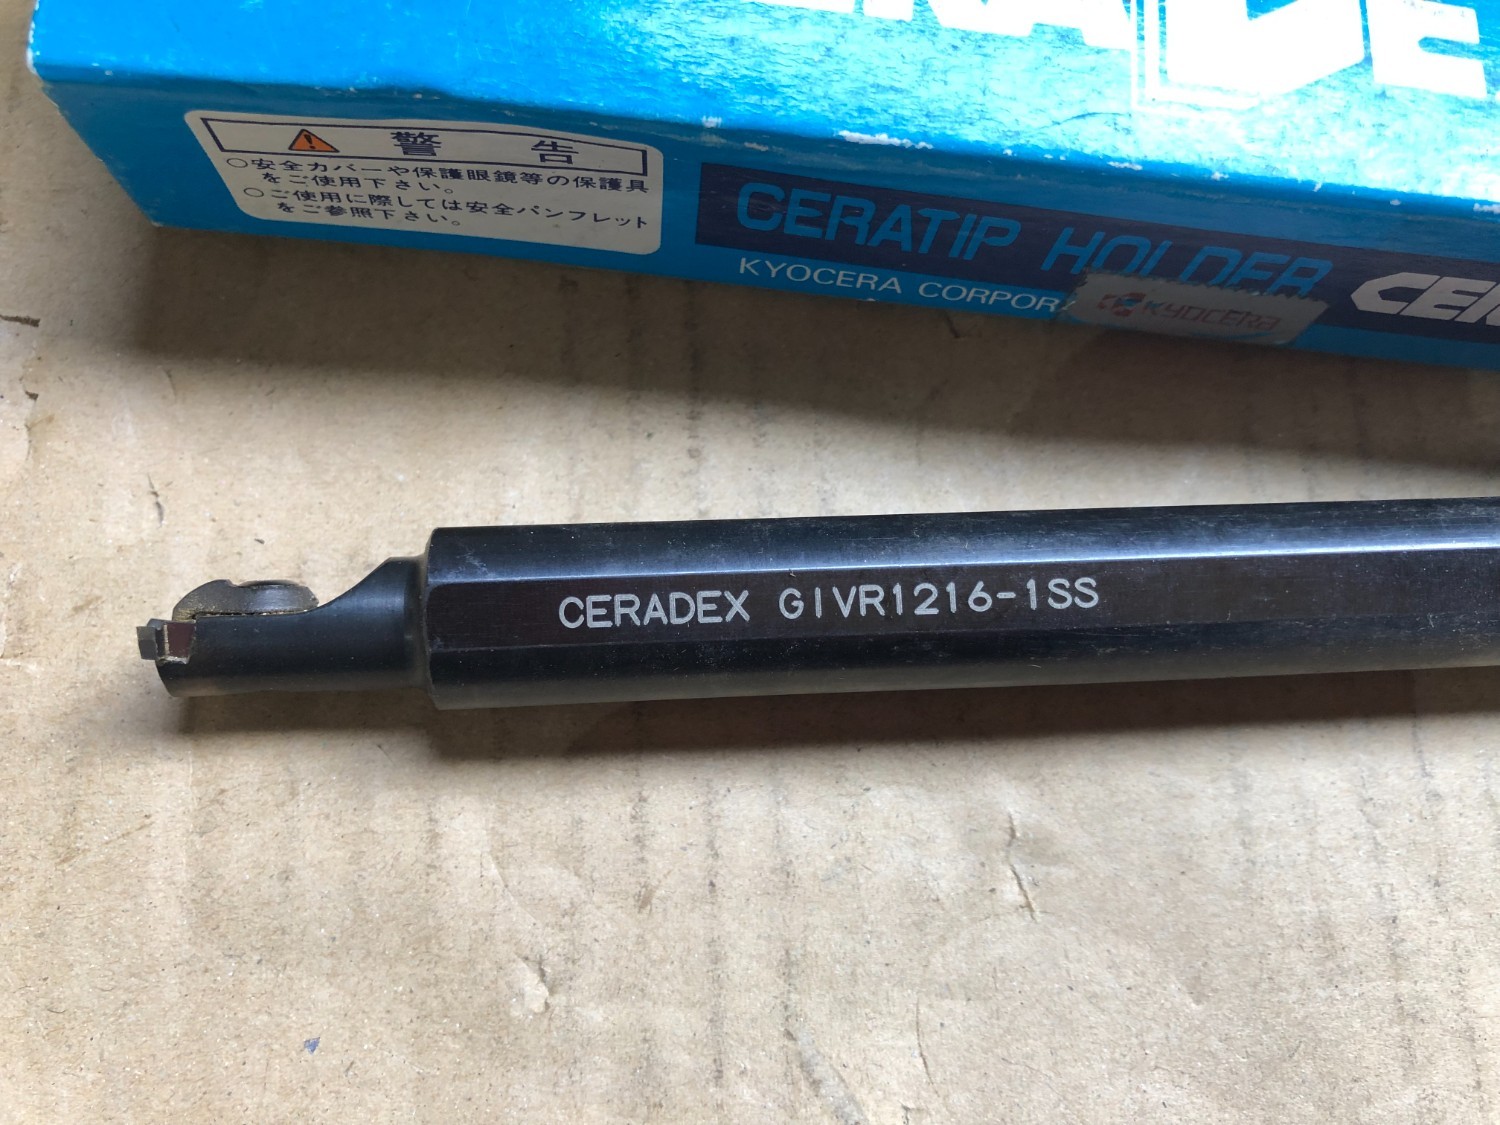 警告
○安全カバーや保護眼鏡等の保護具
をご使用下さい。
○ご使用に際しては安全パンフレット
をご参照下さい。
CERATIP HOLDER
KYOCERA
KYOCERA
CERADEX GIVR1216-1SS